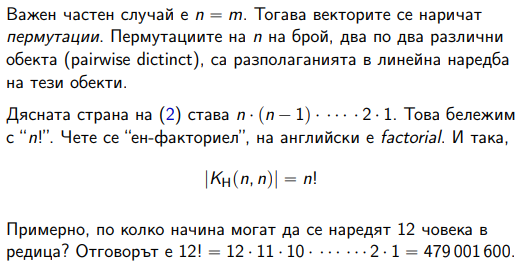 Важен частен случай е n = m. Тогава векторите се наричат
пермутации. Пермутациите на n на брой, два по два различни
обекта (pairwise dictinct), са разполаганията в линейна наредба
на тези обекти.
Дясната страна на (2) става n · (n − 1) · · · · · 2 · 1. Това бележим
с “n!”. Чете се “ен-факториел”, на английски е factorial. И така,
|K_Н(n, n)| = n!
Примерно, по колко начина могат да се наредят 12 човека в
редица? Отговорът е 12! = 12 · 11 · 10 · · · · · · · 2 · 1 = 479 001 600.